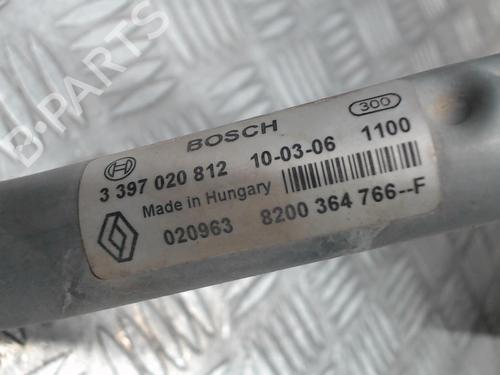 B-PARTS
300
BOSCH
3 397 020 812 10-03-06 1100
Made in Hungary
020963 8200 364 766--F